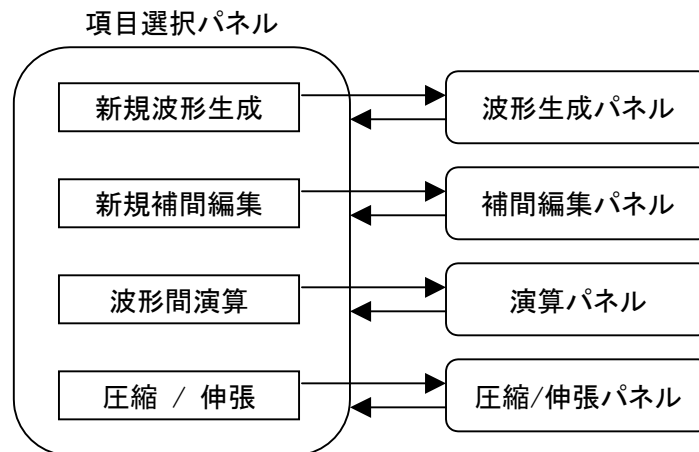 項目選択パネル
新規波形生成
波形生成パネル
新規補間編集
補間編集パネル
波形間演算
演算パネル
圧縮 / 伸張
圧縮/伸張パネル